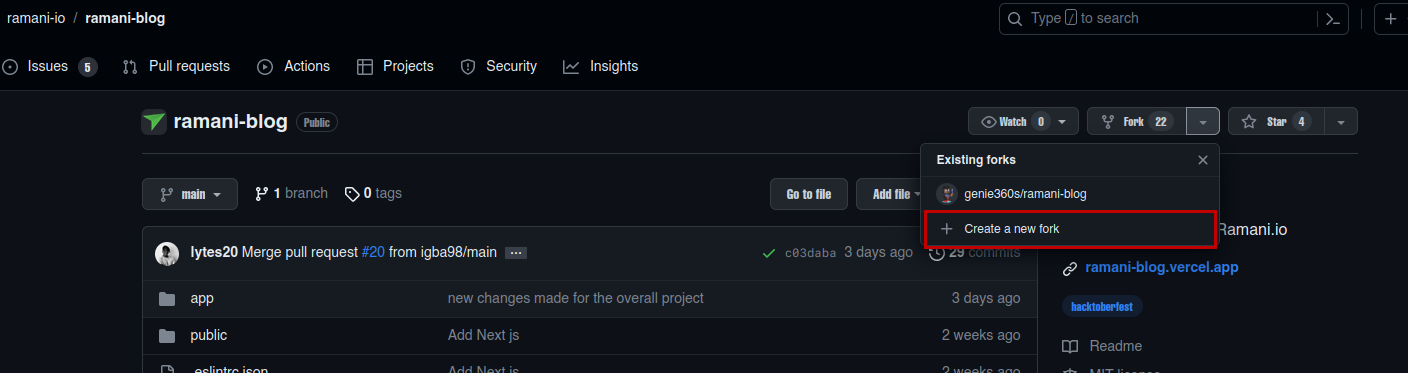 ramani-io / ramani-blog
Type / to search
Issues 5 Pull requests Actions Projects Security Insights
ramani-blog Public
Watch 0 Fork 22 Star 4
Existing forks
genie360s/ramani-blog
Create a new fork
main 1 branch 0 tags Go to file Add file
Ramani.io
lytes20 Merge pull request #20 from igba98/main ... c03daba 3 days ago 29 commits
ramani-blog.vercel.app
app new changes made for the overall project 3 days ago
hacktoberfest
public Add Next js 2 weeks ago
Readme
.eslintrc.json Add Next js 2 weeks ago
MIT license